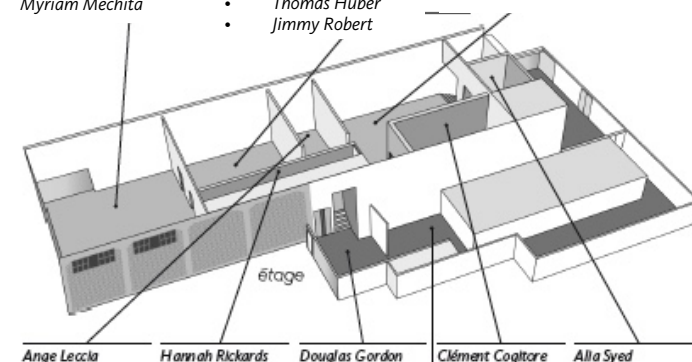 Myriam Mechita
• Thomas Huber
• Jimmy Robert
étage
Ange Leccia
Hannah Rickards
Douglas Gordon
Clément Cogitore
Alia Syed